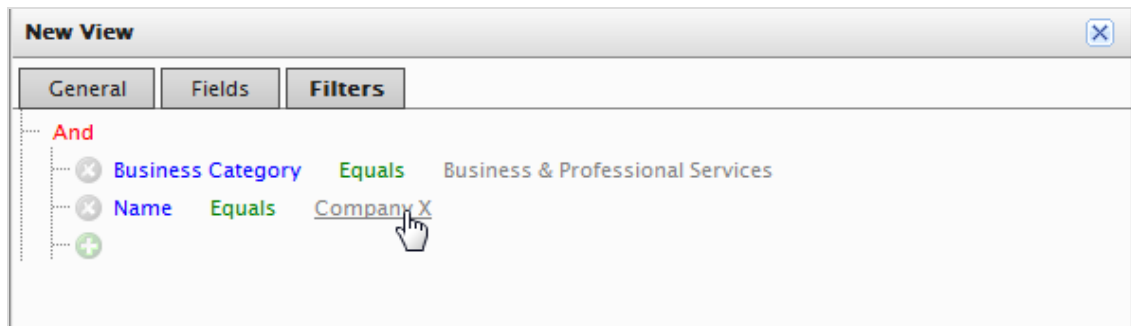 New View
General Fields Filters
And
Business Category Equals Business & Professional Services
Name Equals Company X